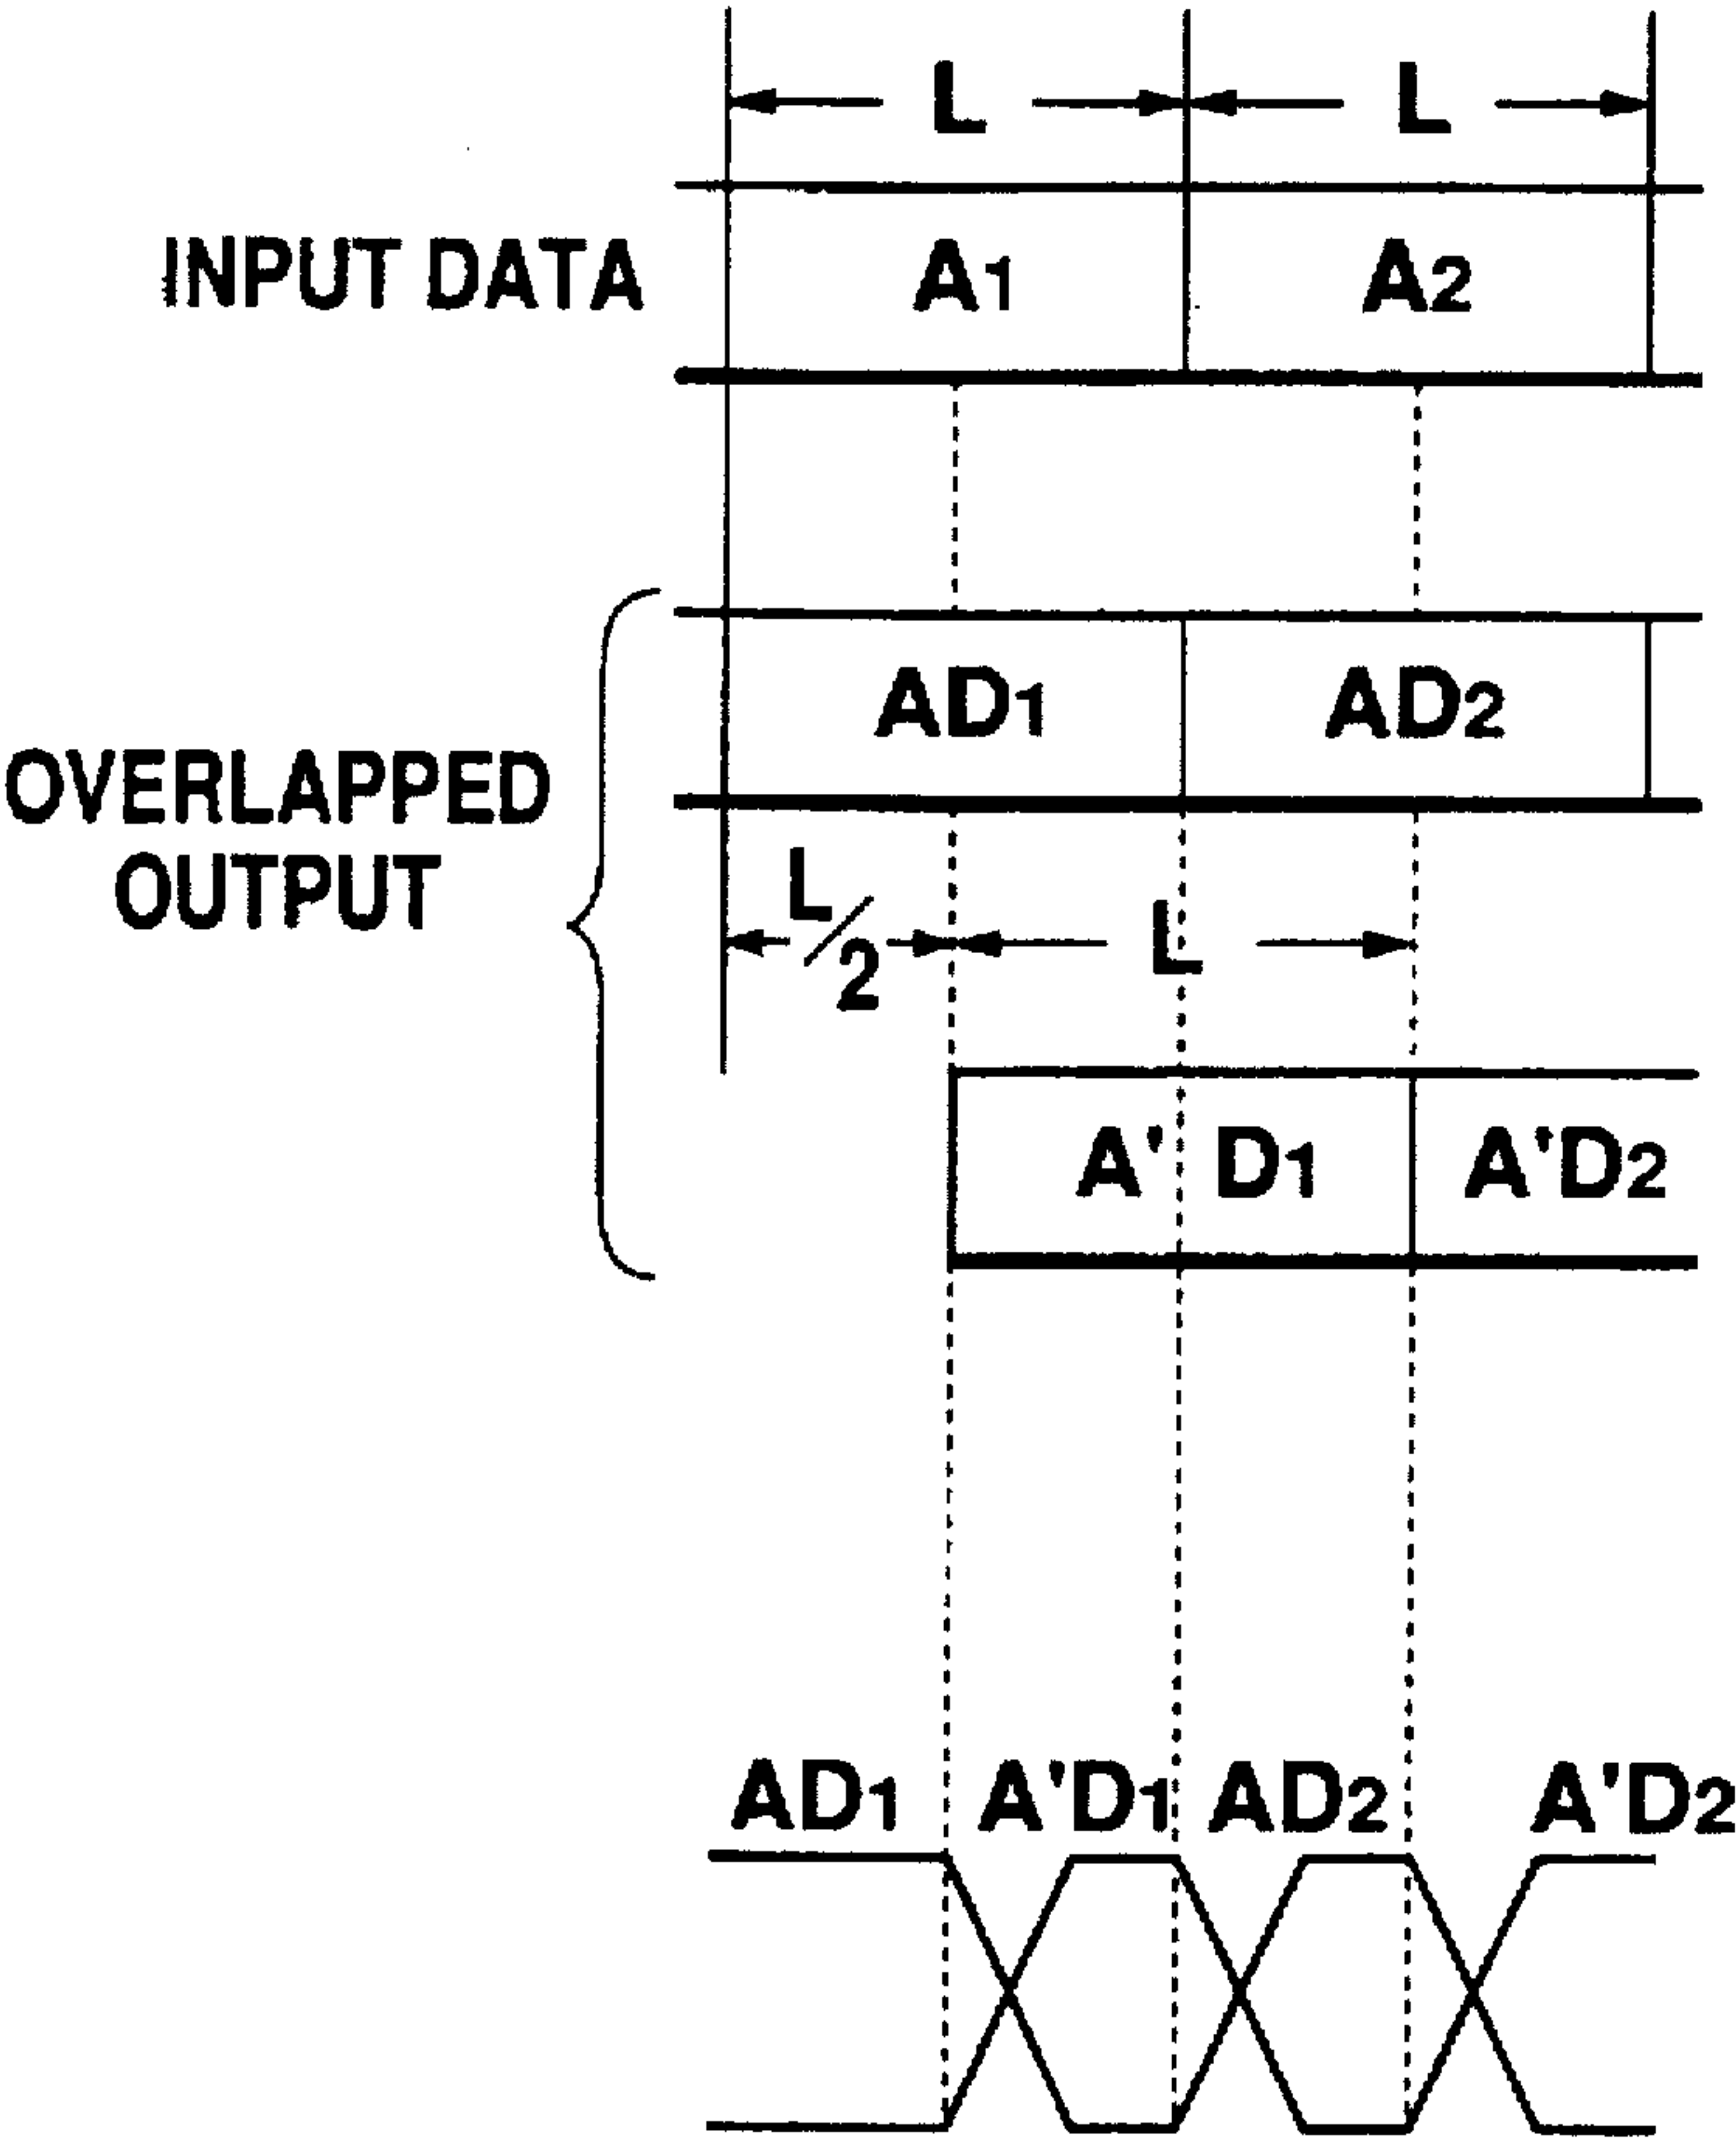 L L
INPUT DATA A1 A2
AD1 AD2
OVERLAPPED
OUTPUT
L/2 L
A' D1 A'D2
AD1 A'D1 AD2 A'D2